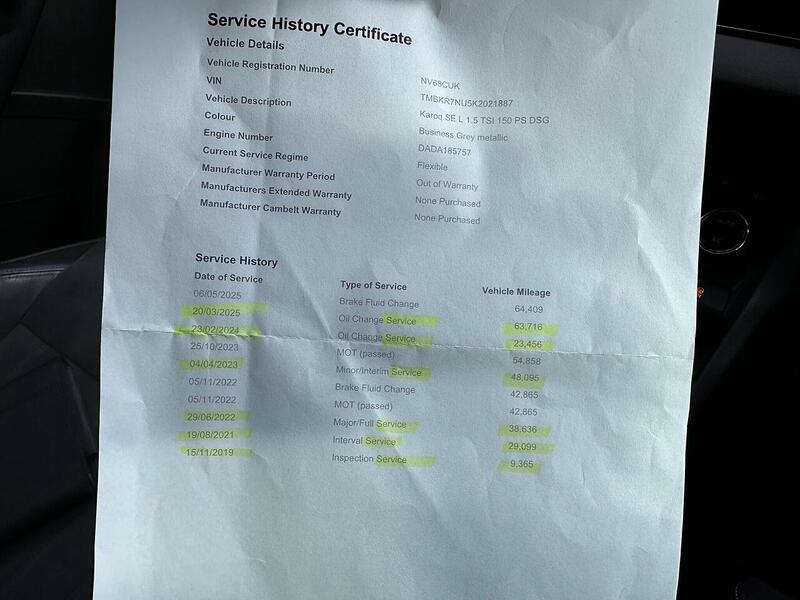 Service History Certificate
Vehicle Details
Vehicle Registration Number NV68CUK
VIN TMBKR7NU5K2021887
Vehicle Description Karoq SE L 1.5 TSI 150 PS DSG
Colour Business Grey metallic
Engine Number DADA185757
Current Service Regime Flexible
Manufacturer Warranty Period Out of Warranty
Manufacturers Extended Warranty None Purchased
Manufacturer Cambelt Warranty None Purchased
Service History
Date of Service Type of Service Vehicle Mileage
06/05/2025 Brake Fluid Change 64,409
20/03/2025 Oil Change Service 63,716
23/02/2024 Oil Change Service 23,456
25/10/2023 MOT (passed) 54,858
04/04/2023 Minor/Interim Service 48,095
05/11/2022 Brake Fluid Change 42,865
05/11/2022 MOT (passed) 42,865
29/06/2022 Major/Full Service 38,636
19/08/2021 Interval Service 29,099
15/11/2019 Inspection Service 9,365